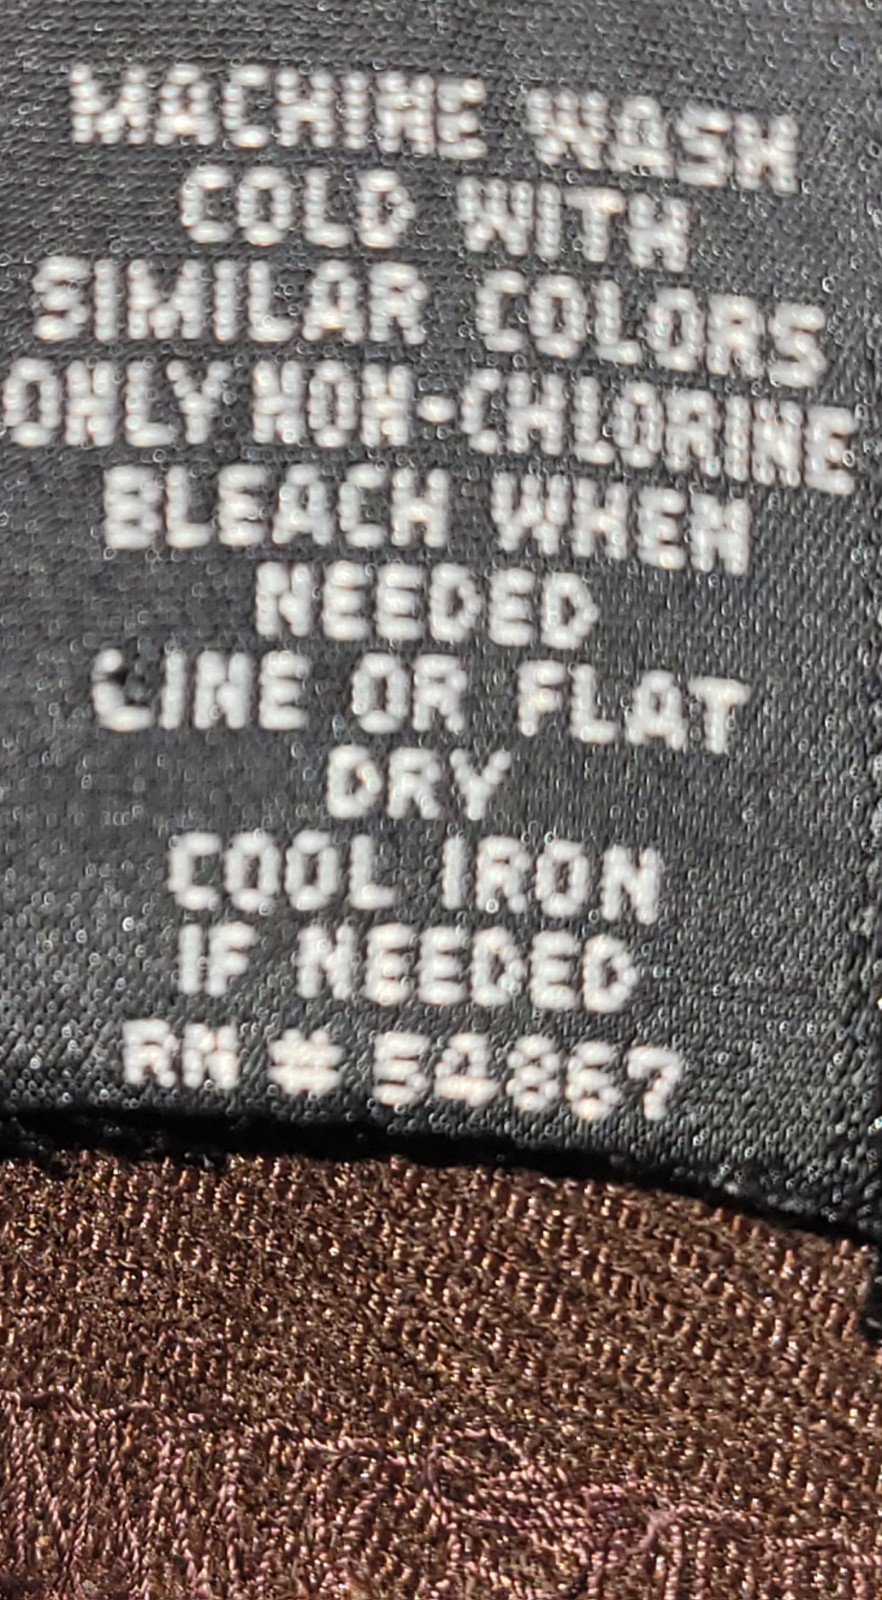 MACHINE WASH
COLD WITH
SIMILAR COLORS
ONLY NON-CHLORINE
BLEACH WHEN
NEEDED
LINE OR FLAT
DRY
COOL IRON
IF NEEDED
RN # 54867